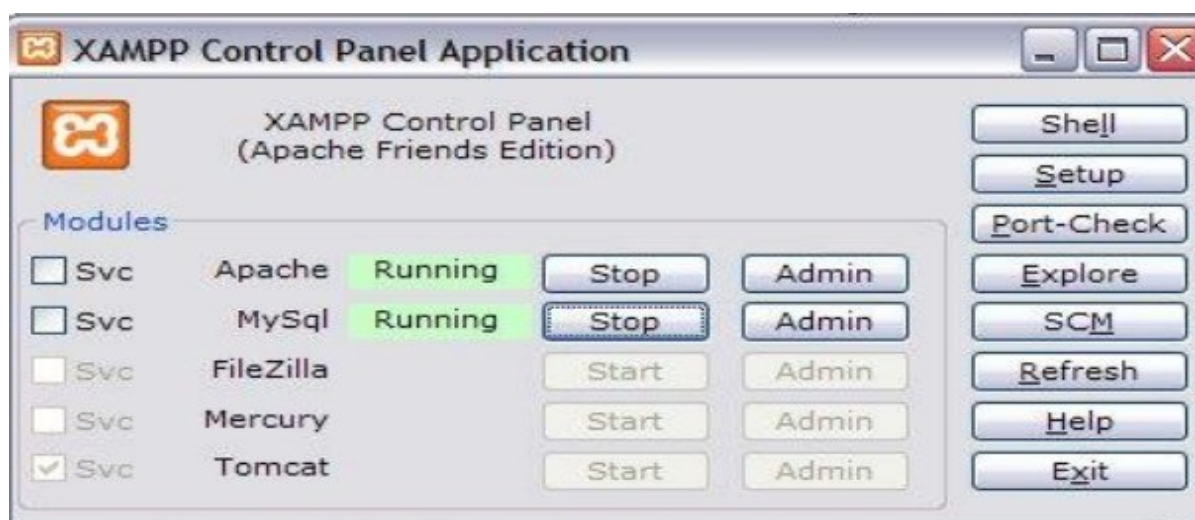 XAMPP Control Panel Application
XAMPP Control Panel
(Apache Friends Edition)
Shell
Setup
Port-Check
Explore
SCM
Refresh
Help
Exit
Modules
Svc Apache Running Stop Admin
Svc MySql Running Stop Admin
Svc FileZilla Start Admin
Svc Mercury Start Admin
Svc Tomcat Start Admin